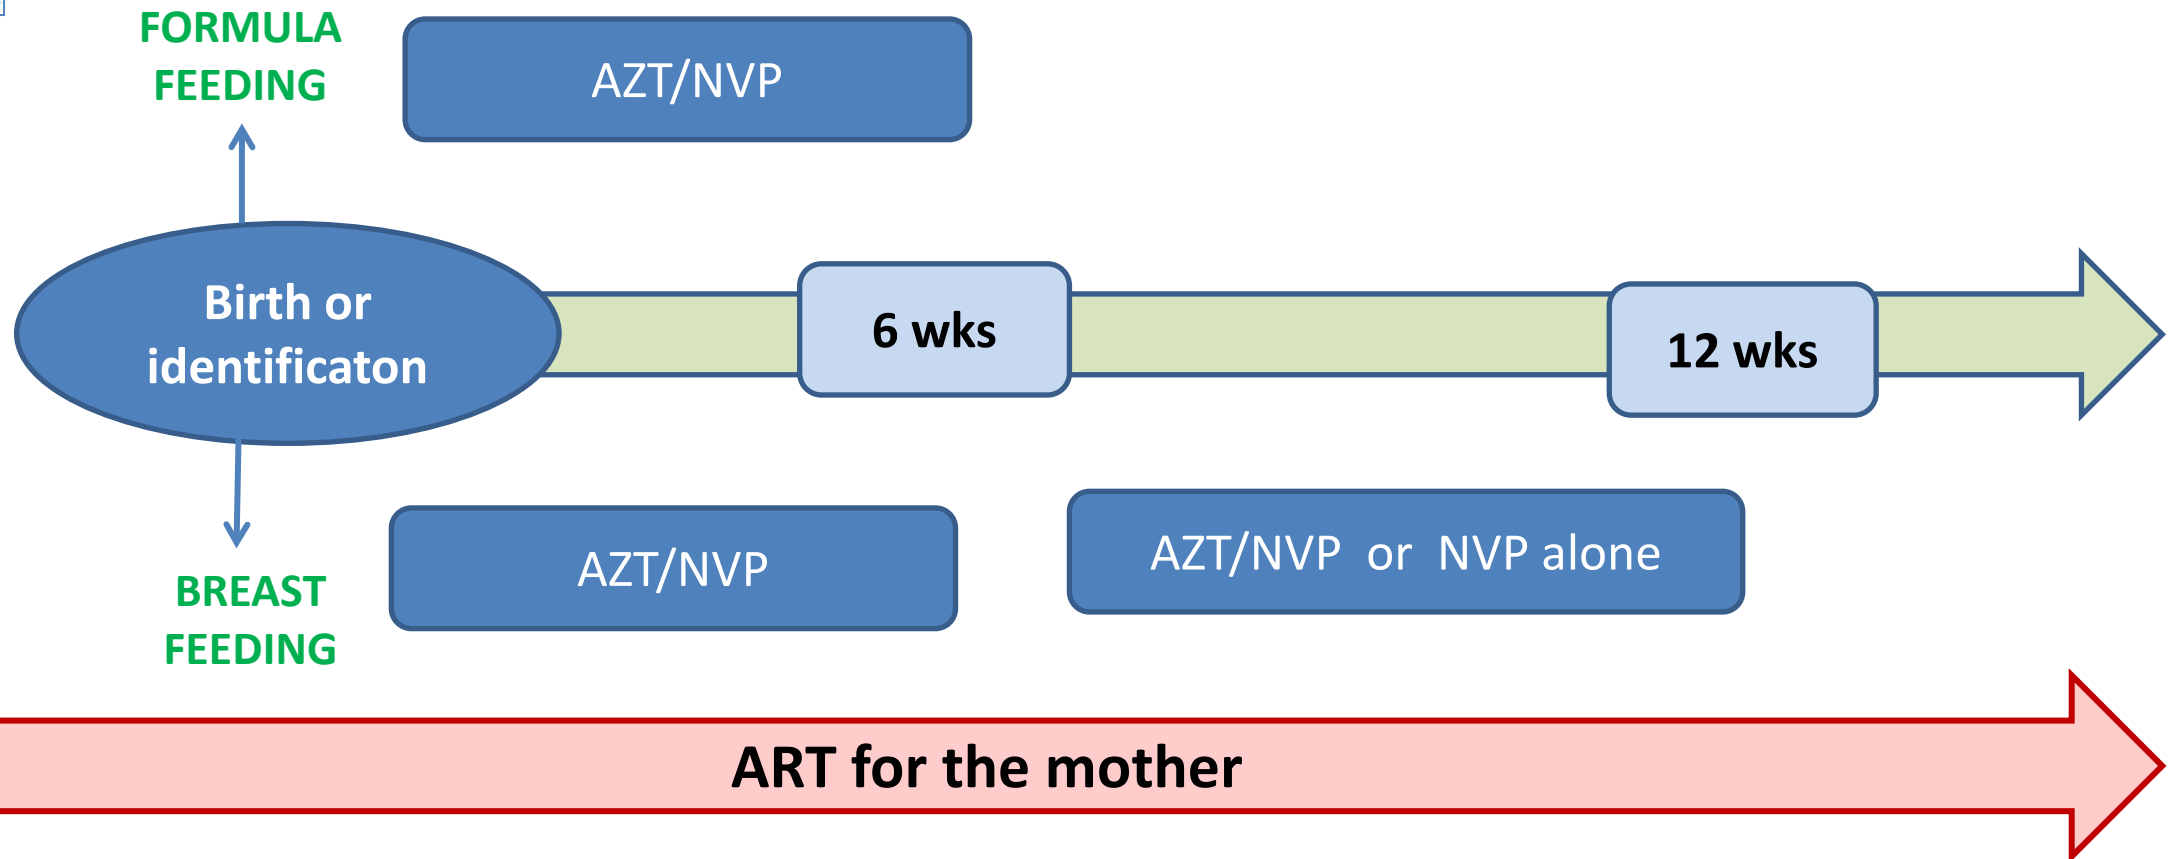 FORMULA
FEEDING
AZT/NVP
Birth or
identificaton
6 wks
12 wks
AZT/NVP
AZT/NVP or NVP alone
BREAST
FEEDING
ART for the mother